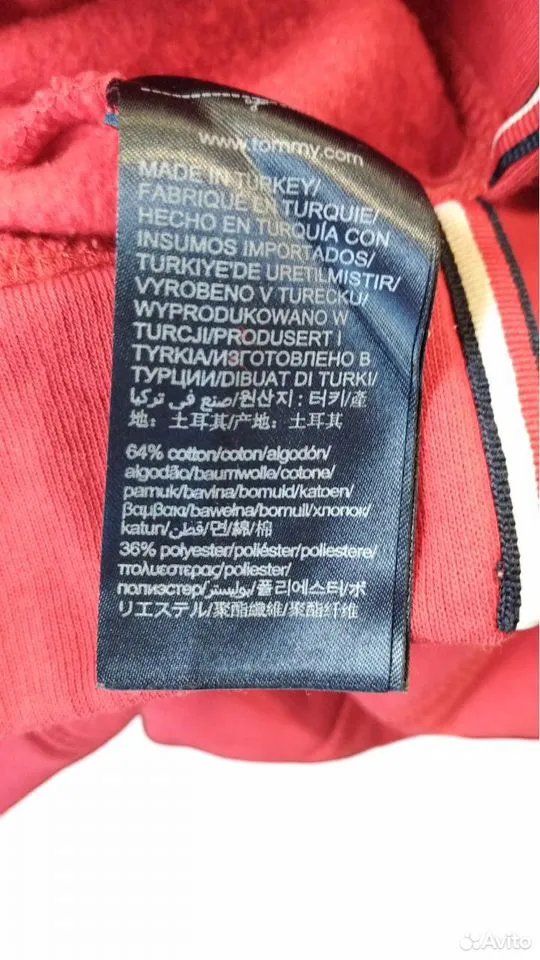 www.tommy.com
MADE IN TURKEY/
FABRIQUE EN TURQUIE/
HECHO EN TURQUÍA CON
INSUMOS IMPORTADOS/
TURKIYE'DE URETILMISTIR/
VYROBENO V TURECKU/
WYPRODUKOWANO W
TURCJI/PRODUSERT I
TYRKIA/ИЗГОТОВЛЕНО В
ТУРЦИИ/DIBUAT DI TURKI/
صنع في تركيا/원산지 : 터키/產
地：土耳其/产地：土耳其
64% cotton/coton/algodón/
algodão/baumwolle/cotone/
pamuk/bavlna/bomuld/katoen/
βαμβακι/bawełna/bomull/хлопок/
katun/قطن/면/綿/棉
36% polyester/poliéster/poliestere/
πολυεστερας/poliester/
полиэстер/بوليستر/폴리에스터/ポ
リエステル/聚酯纖維/聚酯纤维
Avito